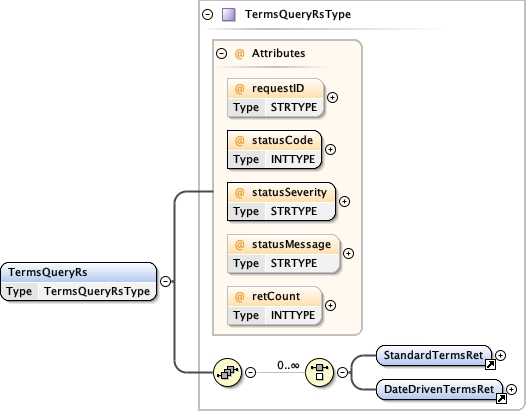 TermsQueryRsType
@ Attributes
@ requestID
Type STRTYPE
@ statusCode
Type INTTYPE
@ statusSeverity
Type STRTYPE
@ statusMessage
Type STRTYPE
TermsQueryRs
Type TermsQueryRsType
@ retCount
Type INTTYPE
0..∞
StandardTermsRet
DateDrivenTermsRet